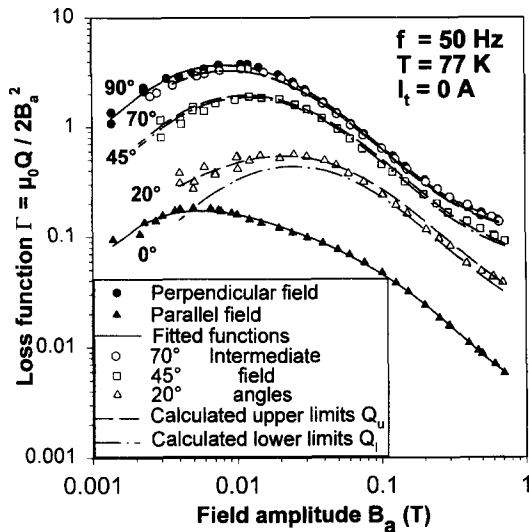 f = 50 Hz
T = 77 K
I_t = 0 A
Loss function Γ = μ₀Q / 2Bₐ²
10
1
0.1
0.01
0.001
90°
70°
45°
20°
0°
● Perpendicular field
▲ Parallel field
Fitted functions
○ 70° Intermediate
□ 45° field
△ 20° angles
Calculated upper limits Q_u
Calculated lower limits Q_l
0.001 0.01 0.1 1
Field amplitude Bₐ (T)